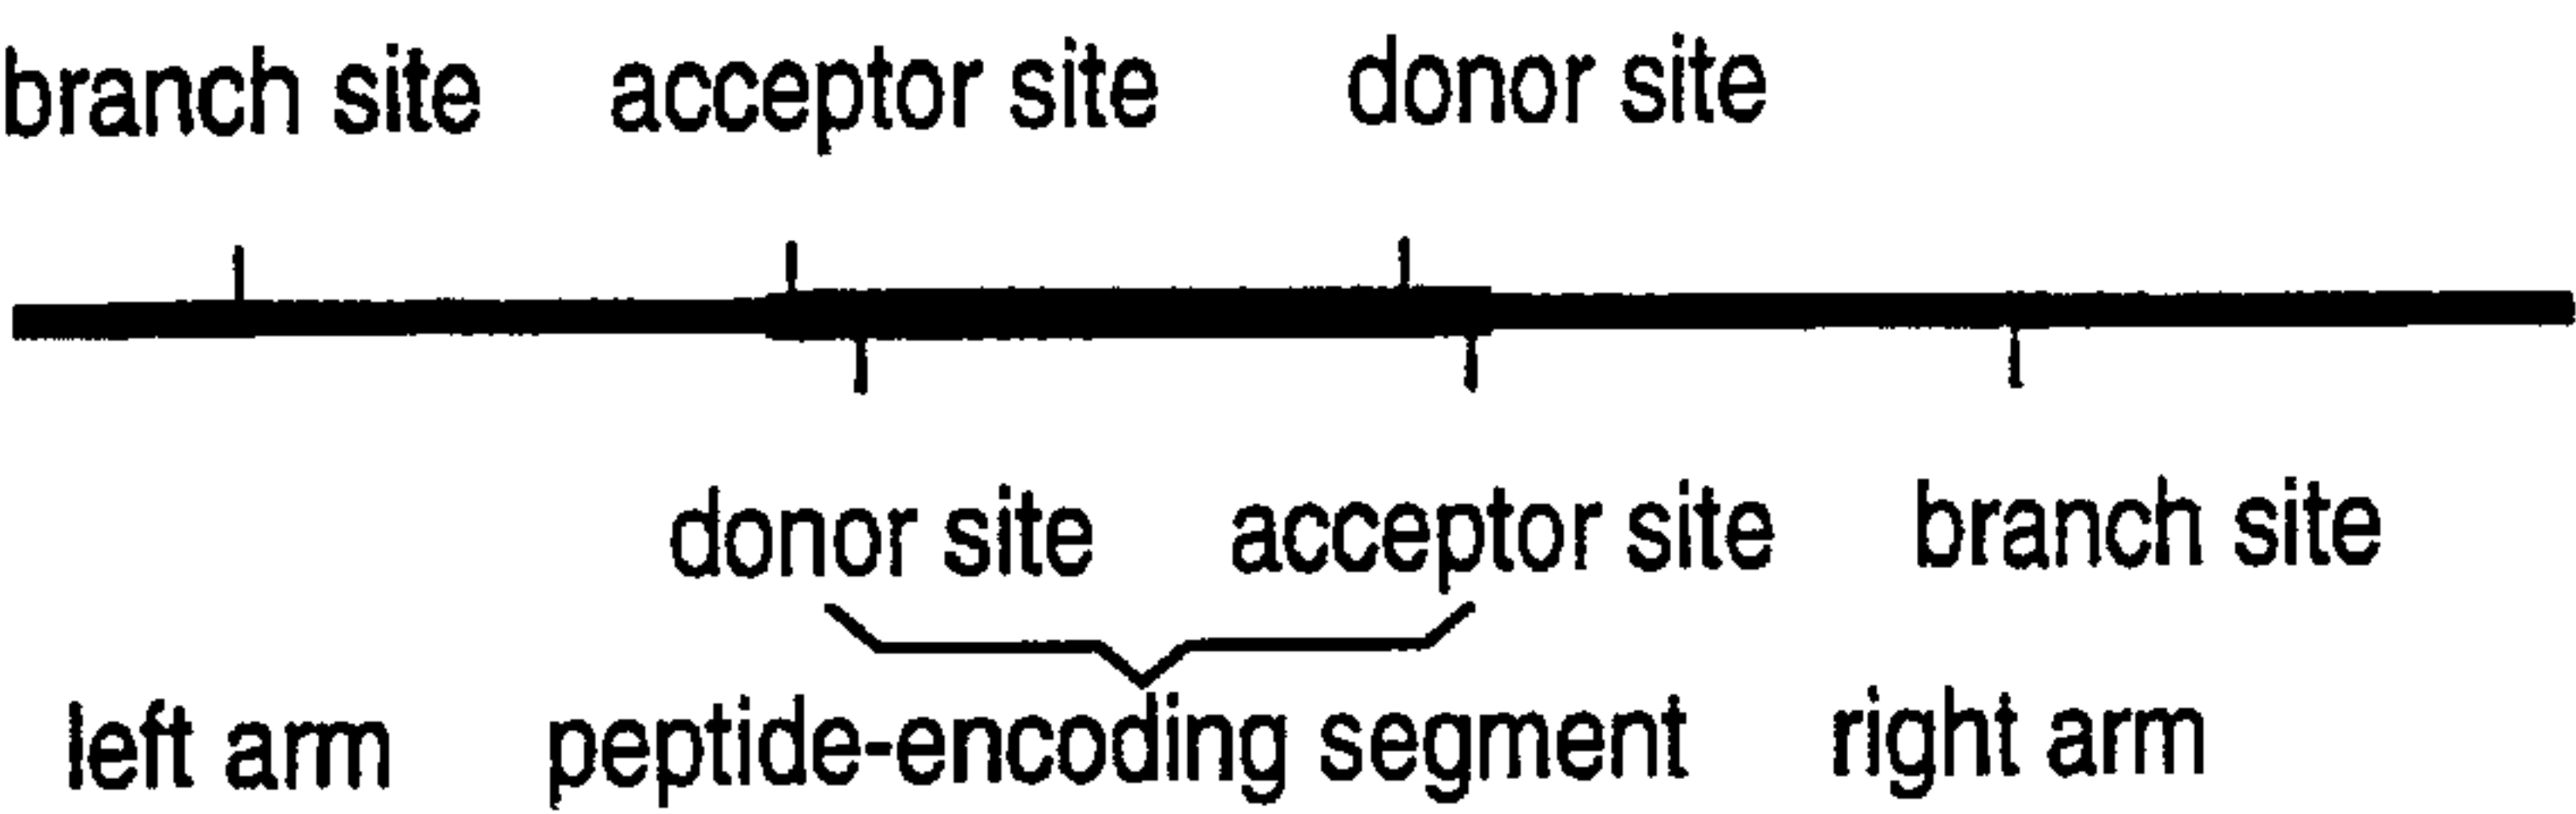 branch site acceptor site donor site
donor site acceptor site branch site
left arm peptide-encoding segment right arm